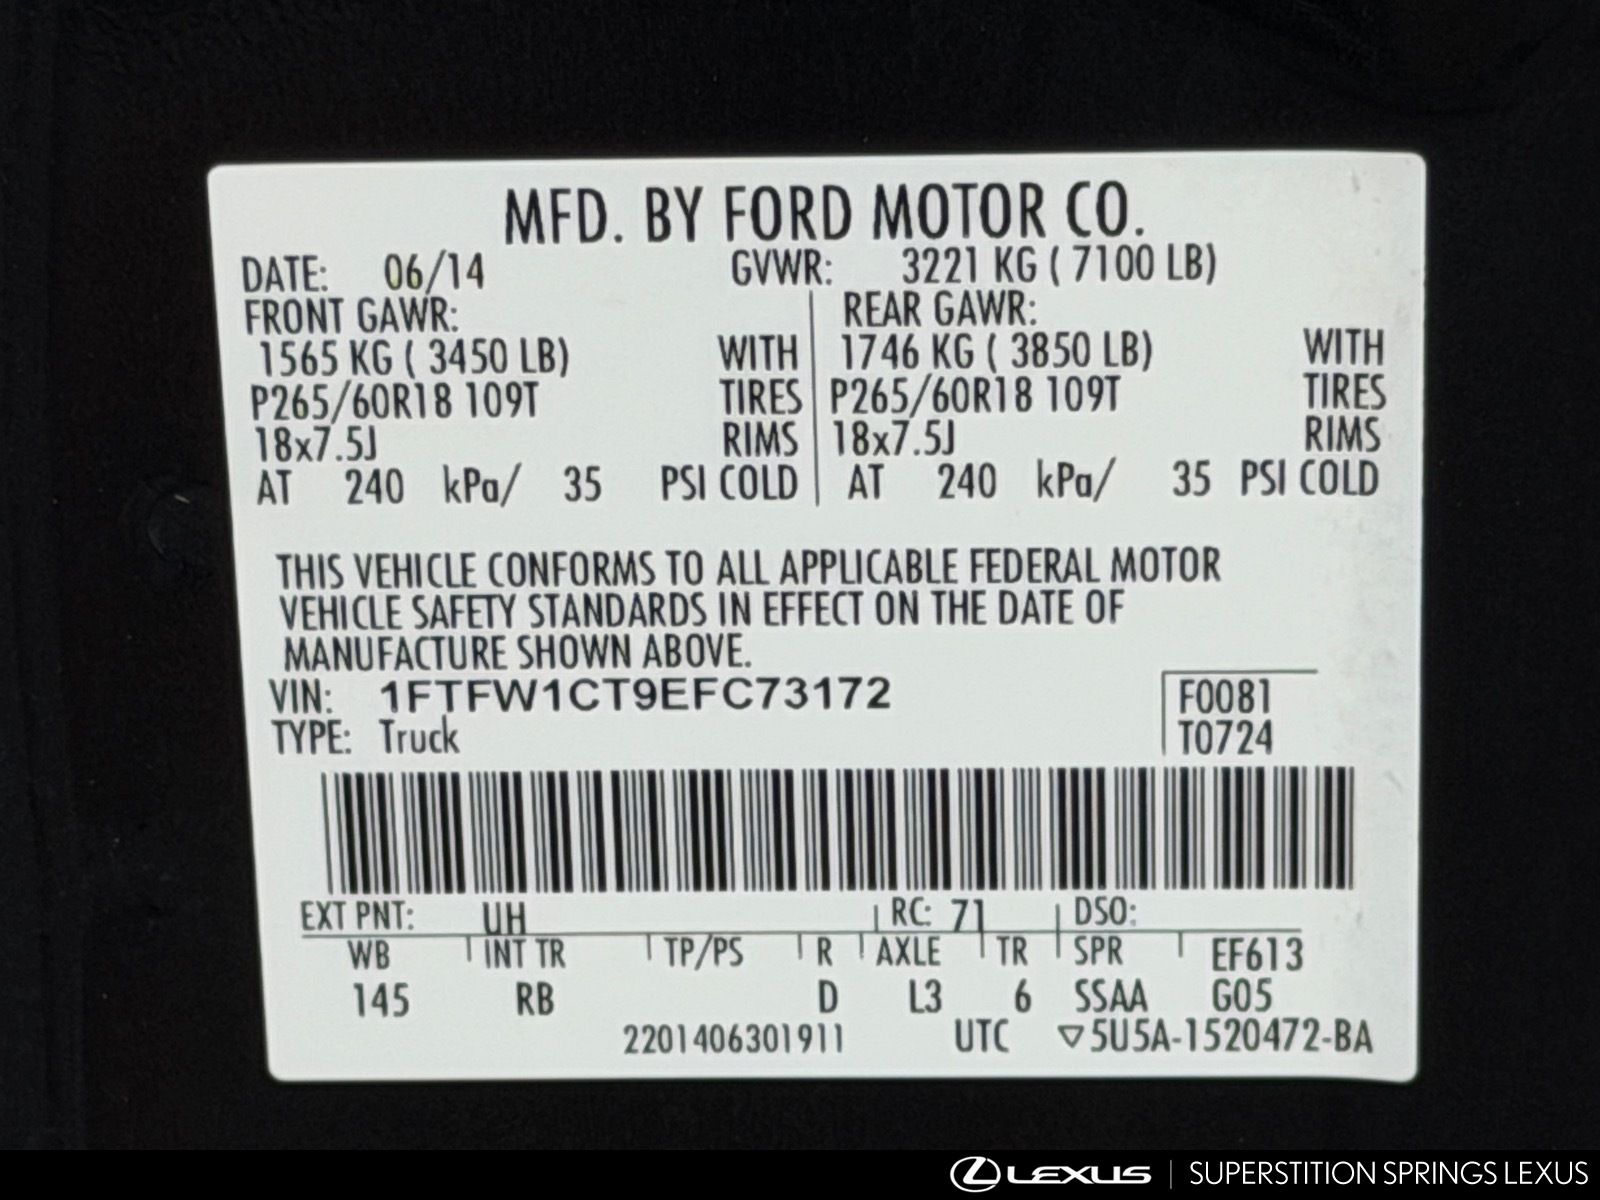 MFD. BY FORD MOTOR CO.
DATE: 06/14 GVWR: 3221 KG ( 7100 LB)
FRONT GAWR: REAR GAWR:
1565 KG ( 3450 LB) WITH 1746 KG ( 3850 LB) WITH
P265/60R18 109T TIRES P265/60R18 109T TIRES
18x7.5J RIMS 18x7.5J RIMS
AT 240 kPa/ 35 PSI COLD AT 240 kPa/ 35 PSI COLD
THIS VEHICLE CONFORMS TO ALL APPLICABLE FEDERAL MOTOR
VEHICLE SAFETY STANDARDS IN EFFECT ON THE DATE OF
MANUFACTURE SHOWN ABOVE.
VIN: 1FTFW1CT9EFC73172 F0081
TYPE: Truck T0724
EXT PNT: UH RC: 71 DSO:
WB INT TR TP/PS R AXLE TR SPR EF613
145 RB D L3 6 SSAA G05
2201406301911 UTC ▽5U5A-1520472-BA
LEXUS | SUPERSTITION SPRINGS LEXUS